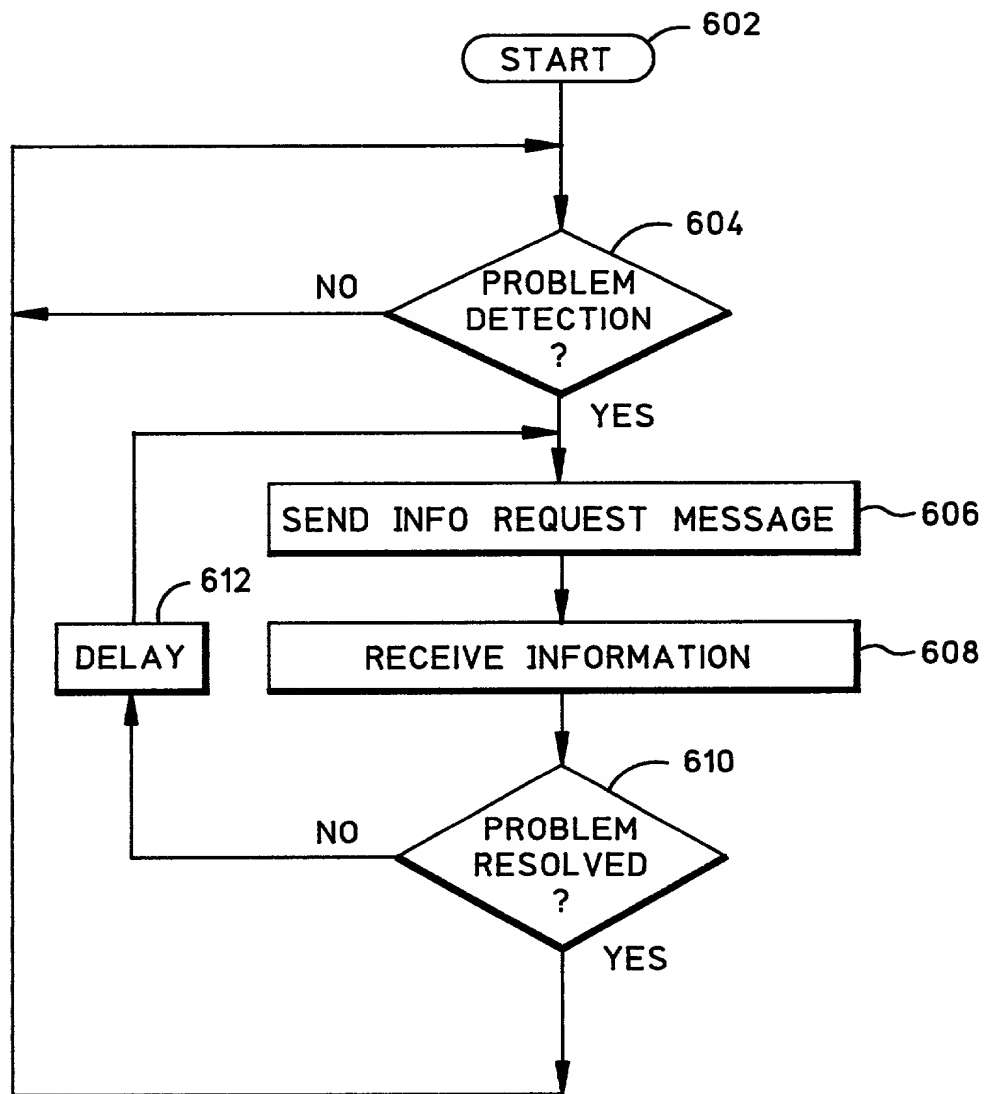 START
602
604
PROBLEM
DETECTION
?
NO
YES
SEND INFO REQUEST MESSAGE
606
612
DELAY
RECEIVE INFORMATION
608
610
PROBLEM
RESOLVED
?
NO
YES